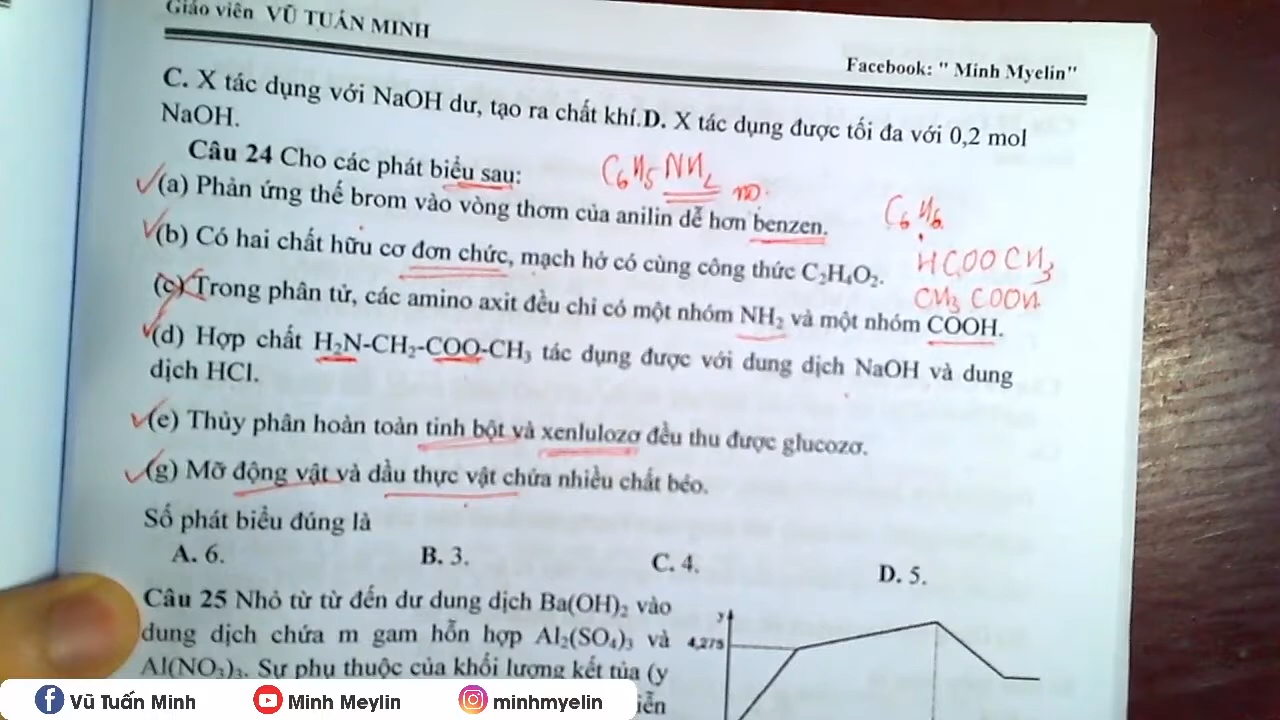 Giáo viên VŨ TUẤN MINH
Facebook: " Minh Myelin"
C. X tác dụng với NaOH dư, tạo ra chất khí.D. X tác dụng được tối đa với 0,2 mol
NaOH.
Câu 24 Cho các phát biểu sau:
C6H5NH2
C6H6
(a) Phản ứng thế brom vào vòng thơm của anilin dễ hơn benzen.
(b) Có hai chất hữu cơ đơn chức, mạch hở có cùng công thức C₂H₄O₂.
HCOOCH3
CH3COOH
(c) Trong phân tử, các amino axit đều chỉ có một nhóm NH₂ và một nhóm COOH.
(d) Hợp chất H₂N-CH₂-COO-CH₃ tác dụng được với dung dịch NaOH và dung
dịch HCl.
(e) Thủy phân hoàn toàn tinh bột và xenlulozơ đều thu được glucozơ.
(g) Mỡ động vật và dầu thực vật chứa nhiều chất béo.
Số phát biểu đúng là
A. 6. B. 3. C. 4. D. 5.
Câu 25 Nhỏ từ từ đến dư dung dịch Ba(OH)₂ vào
dung dịch chứa m gam hỗn hợp Al₂(SO₄)₃ và
Al(NO₃)₃. Sự phụ thuộc của khối lượng kết tủa (y
y
4,275
Vũ Tuấn Minh Minh Meylin minhmyelin